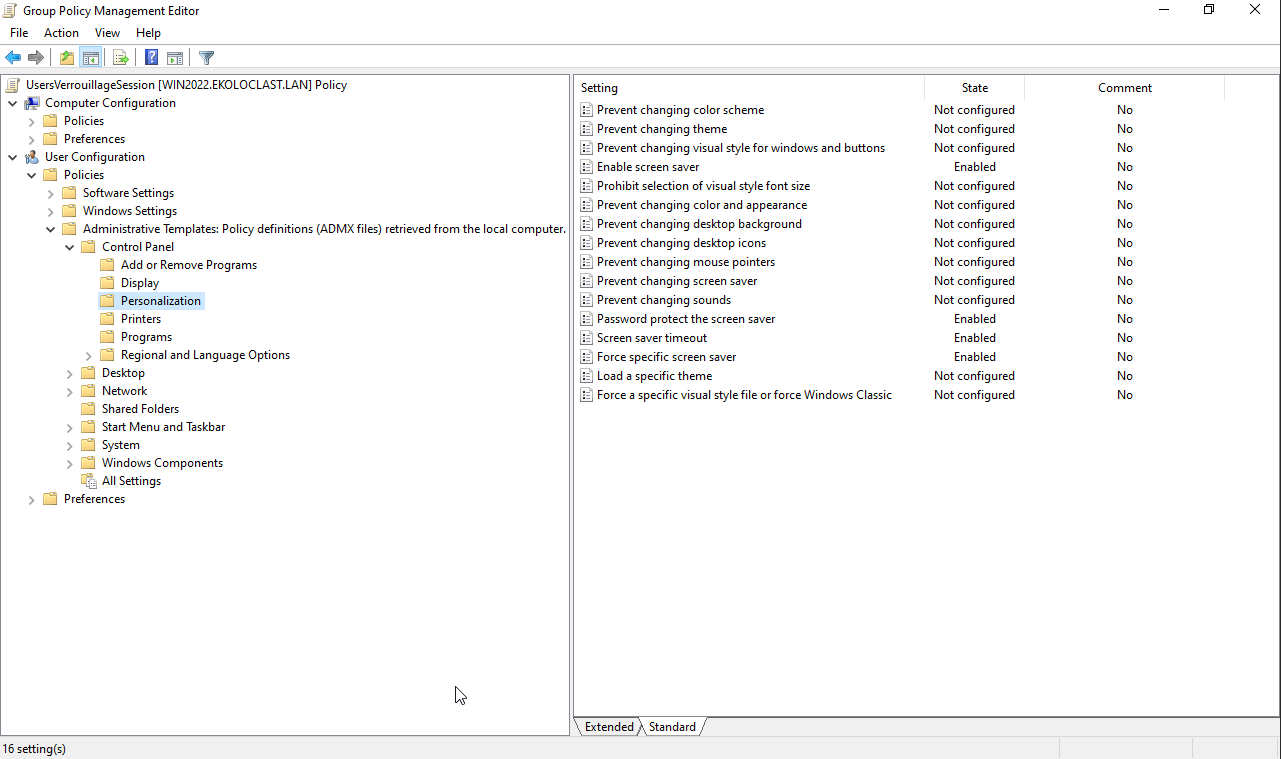 Group Policy Management Editor
File Action View Help
UsersVerrouillageSession [WIN2022.EKOLOCLAST.LAN] Policy
Computer Configuration
Policies
Preferences
User Configuration
Policies
Software Settings
Windows Settings
Administrative Templates: Policy definitions (ADMX files) retrieved from the local computer.
Control Panel
Add or Remove Programs
Display
Personalization
Printers
Programs
Regional and Language Options
Desktop
Network
Shared Folders
Start Menu and Taskbar
System
Windows Components
All Settings
Preferences
Setting State Comment
Prevent changing color scheme Not configured No
Prevent changing theme Not configured No
Prevent changing visual style for windows and buttons Not configured No
Enable screen saver Enabled No
Prohibit selection of visual style font size Not configured No
Prevent changing color and appearance Not configured No
Prevent changing desktop background Not configured No
Prevent changing desktop icons Not configured No
Prevent changing mouse pointers Not configured No
Prevent changing screen saver Not configured No
Prevent changing sounds Not configured No
Password protect the screen saver Enabled No
Screen saver timeout Enabled No
Force specific screen saver Enabled No
Load a specific theme Not configured No
Force a specific visual style file or force Windows Classic Not configured No
Extended Standard
16 setting(s)